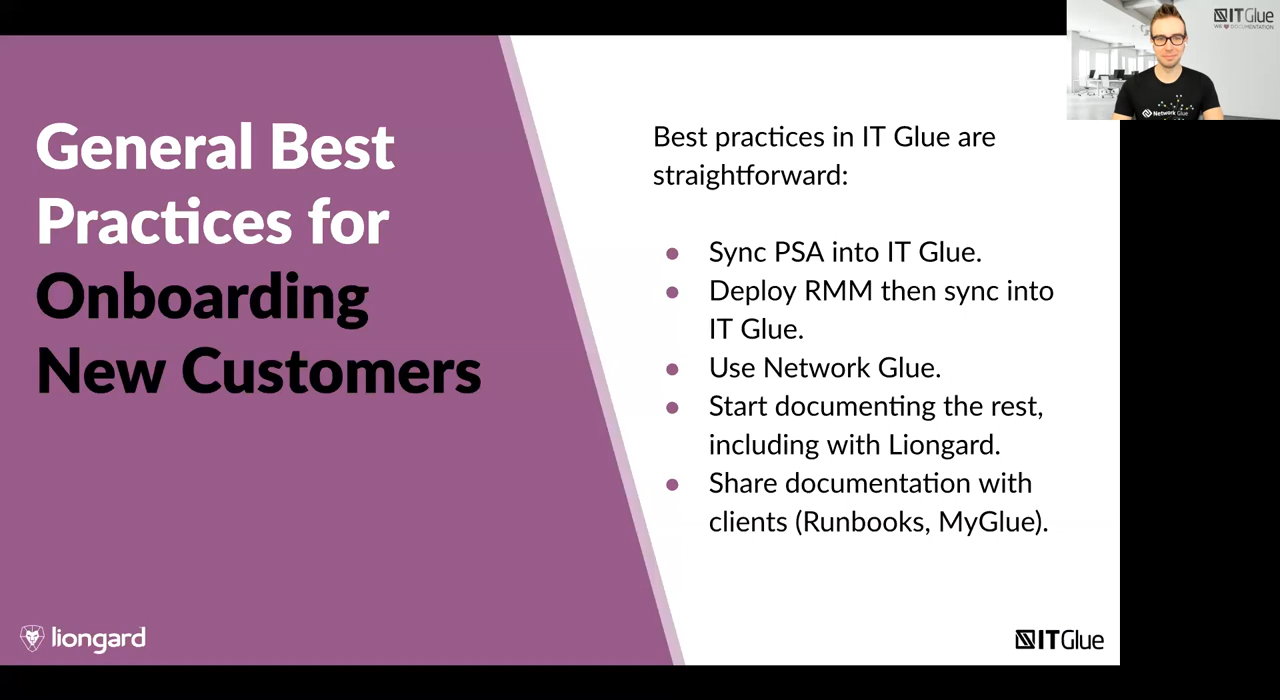 General Best
Practices for
Onboarding
New Customers
Best practices in IT Glue are
straightforward:
● Sync PSA into IT Glue.
● Deploy RMM then sync into
IT Glue.
● Use Network Glue.
● Start documenting the rest,
including with Liongard.
● Share documentation with
clients (Runbooks, MyGlue).
liongard
ITGlue
ITGlue
WE ♥ DOCUMENTATION
Network Glue